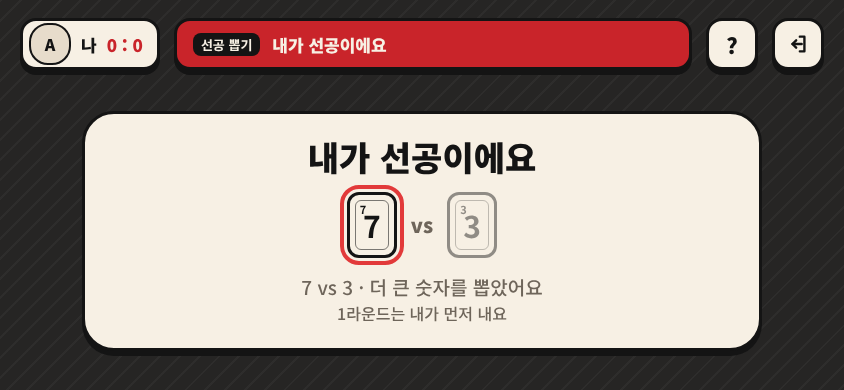 A 나 0 : 0
선공 뽑기 내가 선공이에요
?
내가 선공이에요
7 7 vs 3 3
7 vs 3 · 더 큰 숫자를 뽑았어요
1라운드는 내가 먼저 내요